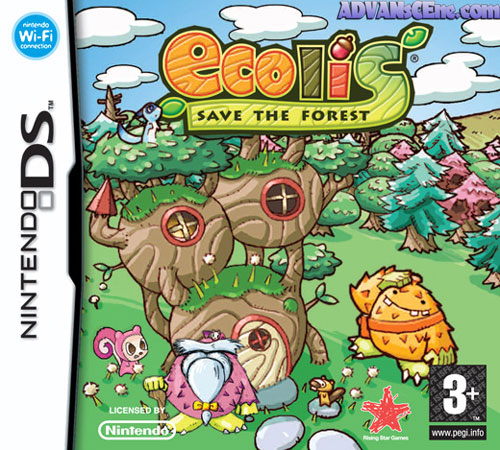 nintendo
Wi-Fi
connection
ADVANsCEne.com
ecolis®
SAVE THE FOREST
NINTENDO DS™
LICENSED BY
Nintendo®
Rising Star Games
3+
www.pegi.info